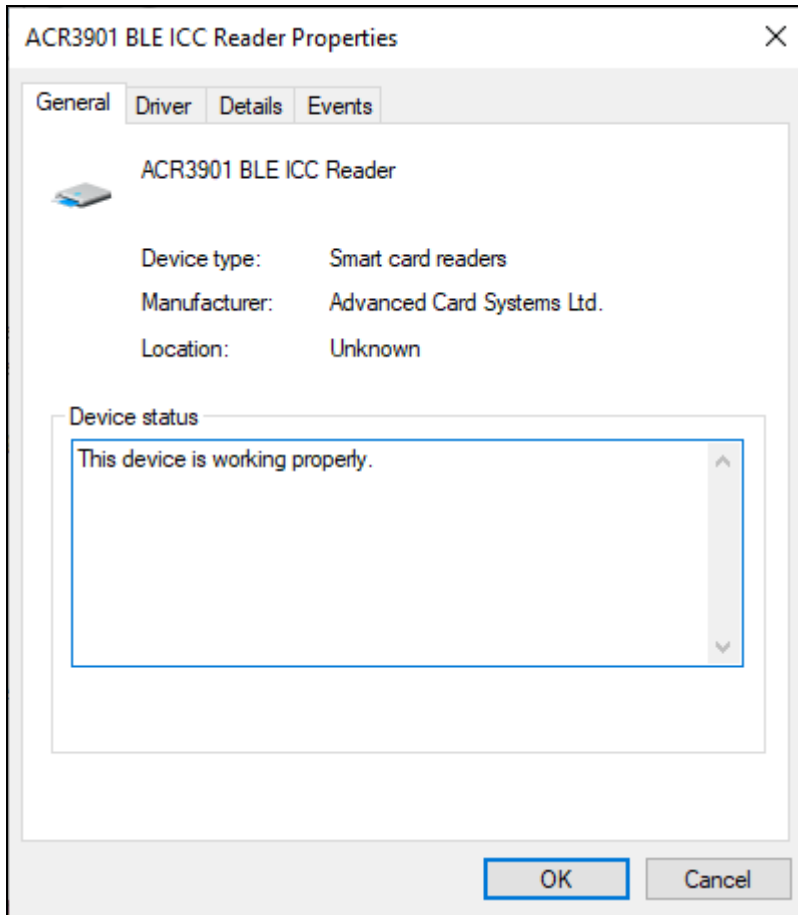 ACR3901 BLE ICC Reader Properties
General Driver Details Events
ACR3901 BLE ICC Reader
Device type: Smart card readers
Manufacturer: Advanced Card Systems Ltd.
Location: Unknown
Device status
This device is working properly.
OK Cancel